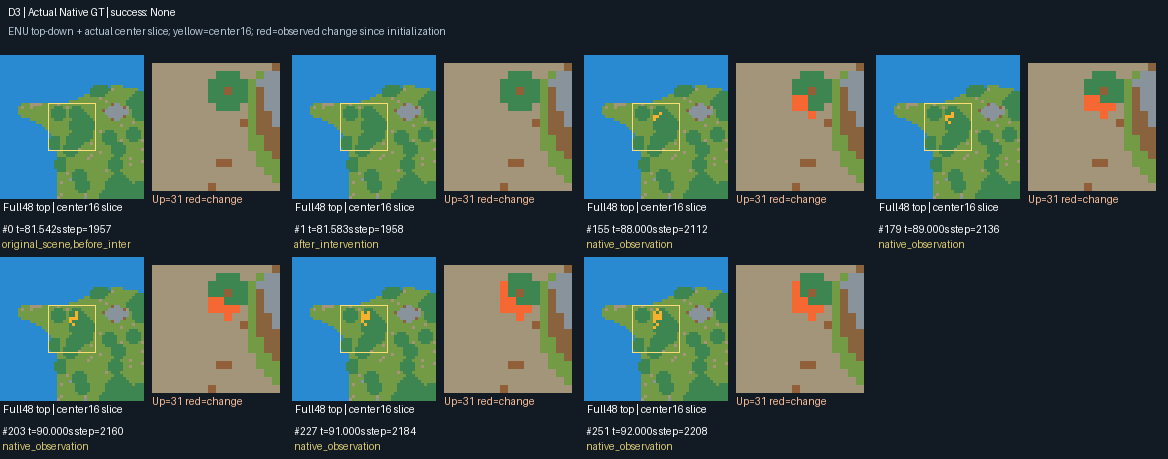 D3 | Actual Native GT | success: None
ENU top-down + actual center slice; yellow=center16; red=observed change since initialization
Up=31 red=change
Up=31 red=change
Up=31 red=change
Up=31 red=change
Full48 top | center16 slice
Full48 top | center16 slice
Full48 top | center16 slice
Full48 top | center16 slice
#0 t=81.542s step=1957
#1 t=81.583s step=1958
#155 t=88.000s step=2112
#179 t=89.000s step=2136
original_scene,before_inter
after_intervention
native_observation
native_observation
Up=31 red=change
Up=31 red=change
Up=31 red=change
Full48 top | center16 slice
Full48 top | center16 slice
Full48 top | center16 slice
#203 t=90.000s step=2160
#227 t=91.000s step=2184
#251 t=92.000s step=2208
native_observation
native_observation
native_observation